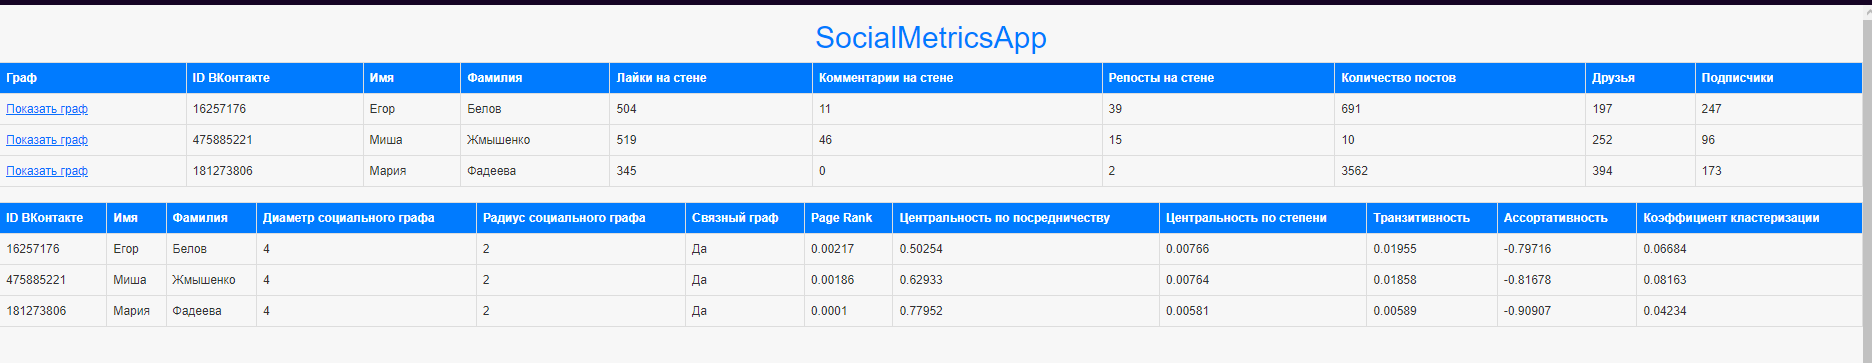 SocialMetricsApp
Граф ID ВКонтакте Имя Фамилия Лайки на стене Комментарии на стене Репосты на стене Количество постов Друзья Подписчики
Показать граф 16257176 Егор Белов 504 11 39 691 197 247
Показать граф 475885221 Миша Жмышенко 519 46 15 10 252 96
Показать граф 181273806 Мария Фадеева 345 0 2 3562 394 173
ID ВКонтакте Имя Фамилия Диаметр социального графа Радиус социального графа Связный граф Page Rank Центральность по посредничеству Центральность по степени Транзитивность Ассортативность Коэффициент кластеризации
16257176 Егор Белов 4 2 Да 0.00217 0.50254 0.00766 0.01955 -0.79716 0.06684
475885221 Миша Жмышенко 4 2 Да 0.00186 0.62933 0.00764 0.01858 -0.81678 0.08163
181273806 Мария Фадеева 4 2 Да 0.0001 0.77952 0.00581 0.00589 -0.90907 0.04234